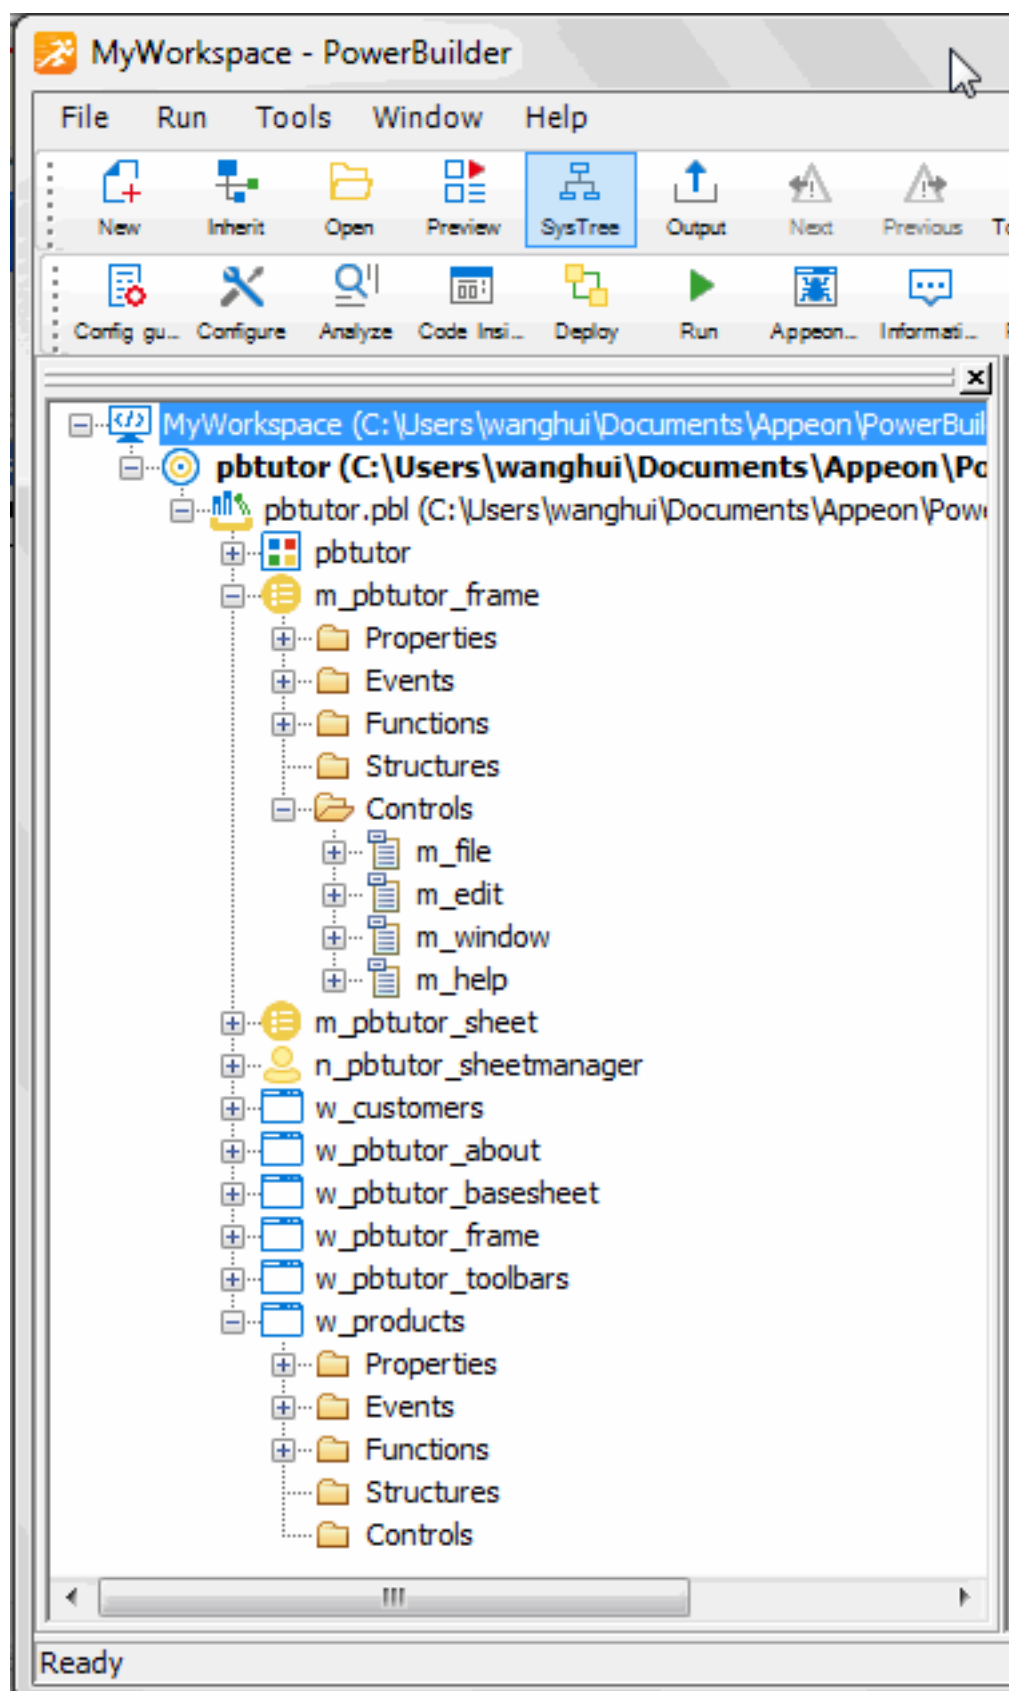 MyWorkspace - PowerBuilder
File Run Tools Window Help
New Inherit Open Preview SysTree Output Next Previous
Config gu... Configure Analyze Code Insi... Deploy Run Appeon... Informati...
MyWorkspace (C:\Users\wanghui\Documents\Appeon\PowerBuil
pbtutor (C:\Users\wanghui\Documents\Appeon\Po
pbtutor.pbl (C:\Users\wanghui\Documents\Appeon\Pow
pbtutor
m_pbtutor_frame
Properties
Events
Functions
Structures
Controls
m_file
m_edit
m_window
m_help
m_pbtutor_sheet
n_pbtutor_sheetmanager
w_customers
w_pbtutor_about
w_pbtutor_basesheet
w_pbtutor_frame
w_pbtutor_toolbars
w_products
Properties
Events
Functions
Structures
Controls
Ready